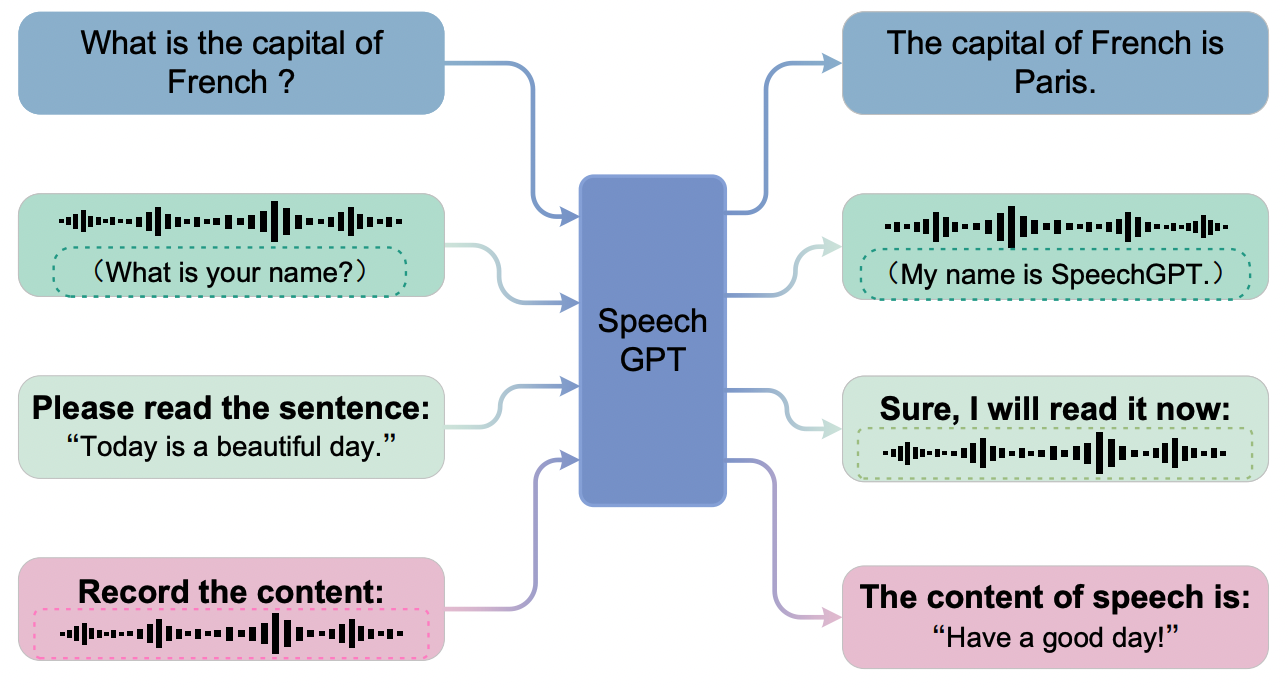 What is the capital of
French ?
The capital of French is
Paris.
（What is your name?）
（My name is SpeechGPT.）
Speech
GPT
Please read the sentence:
“Today is a beautiful day.”
Sure, I will read it now:
Record the content:
The content of speech is:
“Have a good day!”